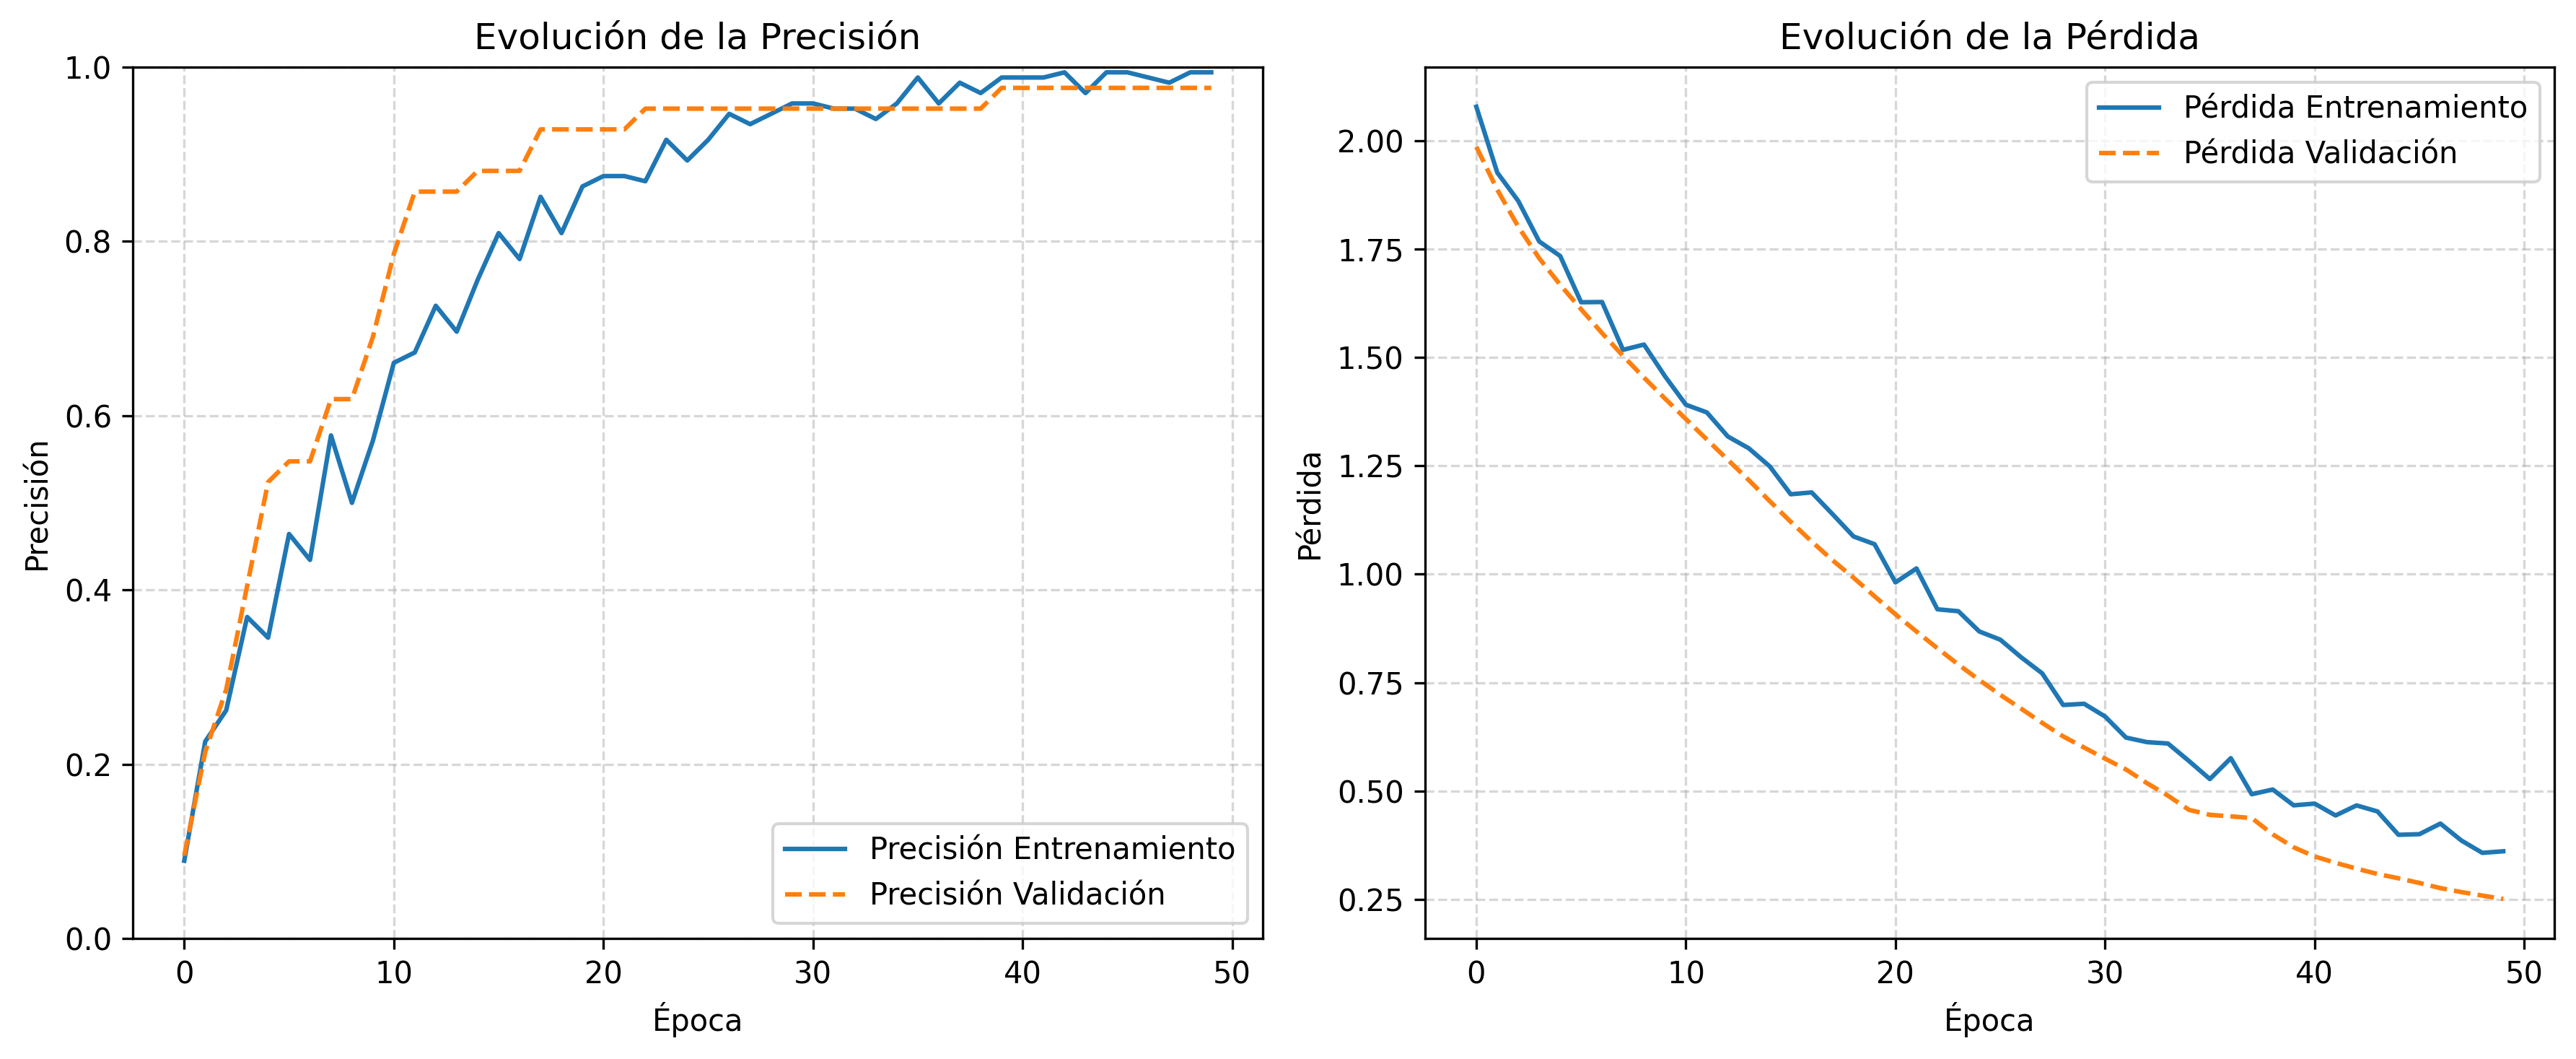 Evolución de la Precisión
1.0
0.8
0.6
0.4
0.2
0.0
Precisión
0 10 20 30 40 50
Época
Precisión Entrenamiento
Precisión Validación
Evolución de la Pérdida
2.00
1.75
1.50
1.25
1.00
0.75
0.50
0.25
Pérdida
0 10 20 30 40 50
Época
Pérdida Entrenamiento
Pérdida Validación